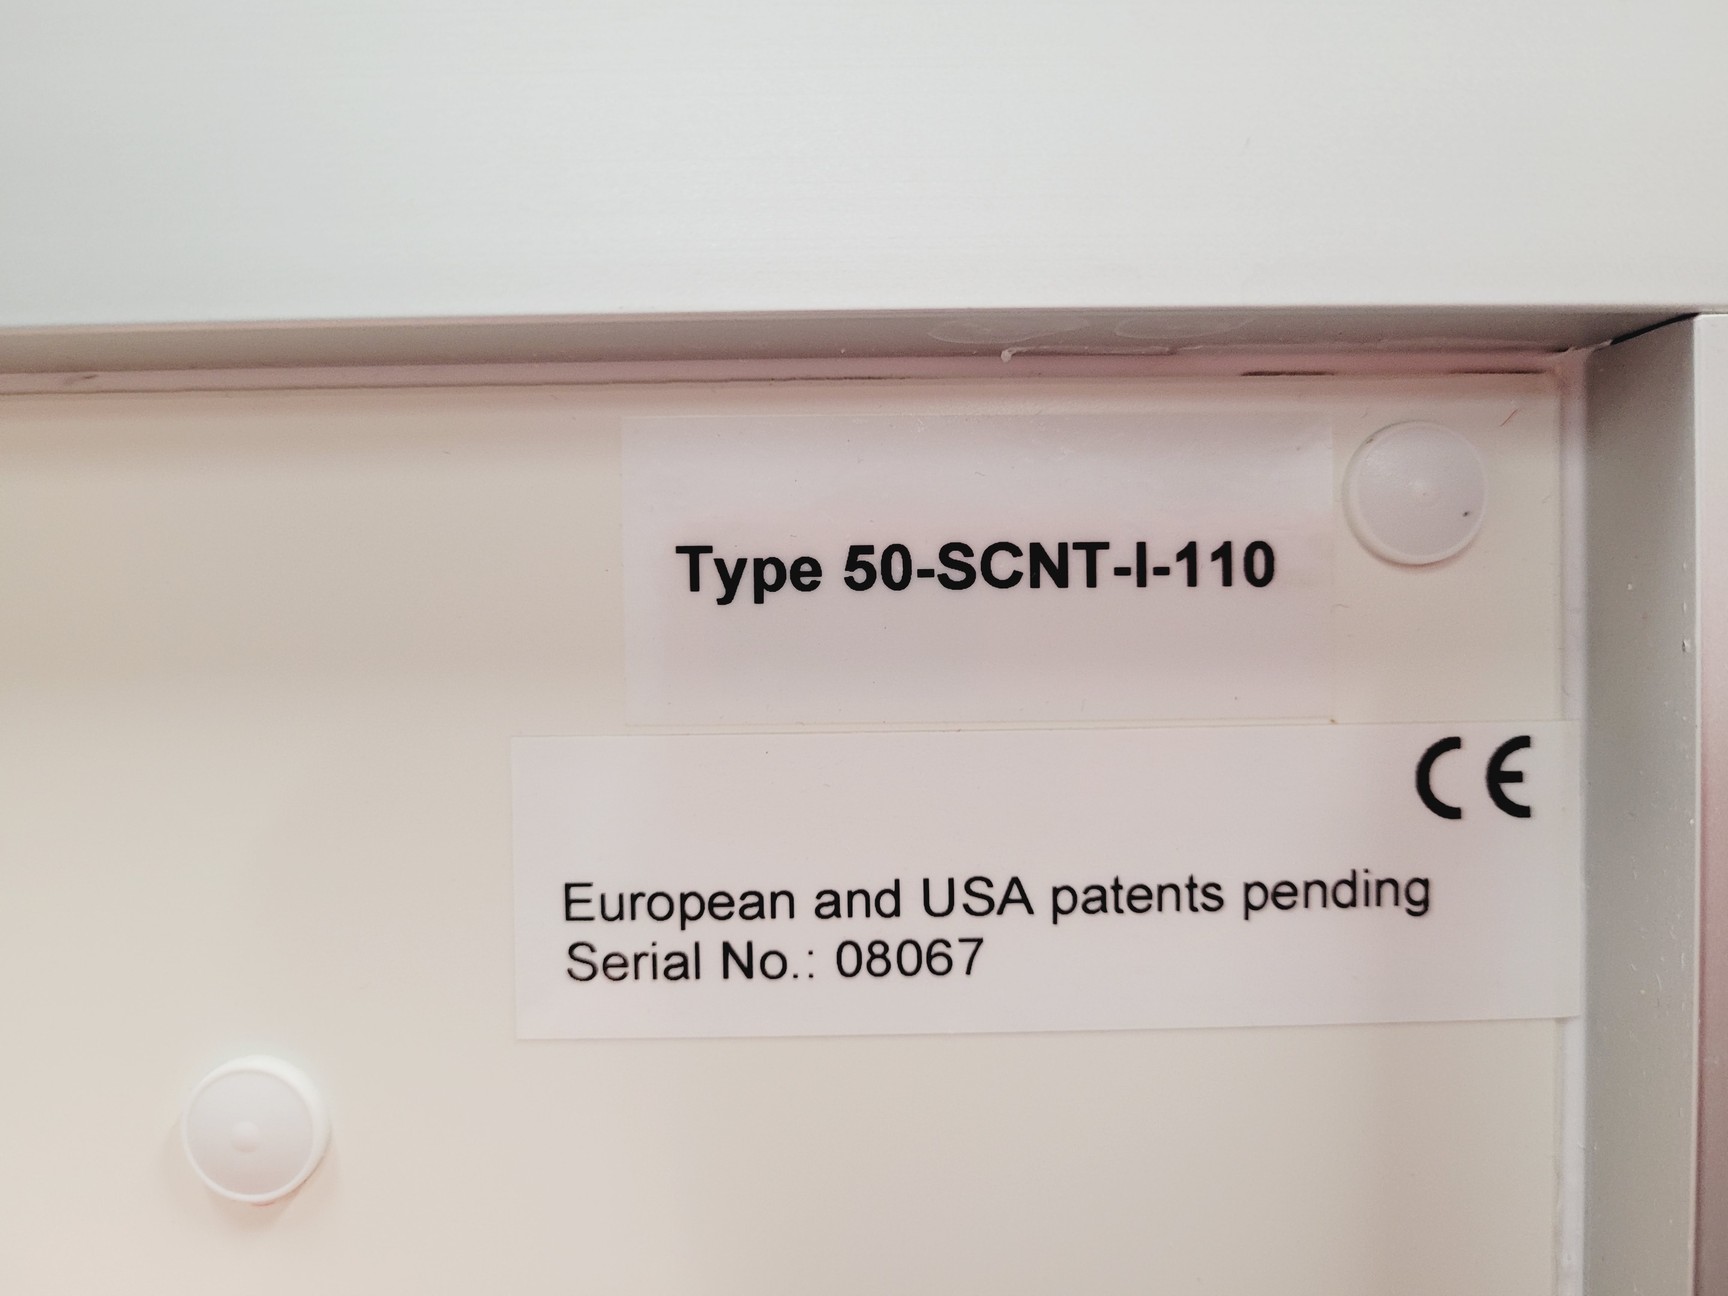 Type 50-SCNT-I-110
CE
European and USA patents pending
Serial No.: 08067